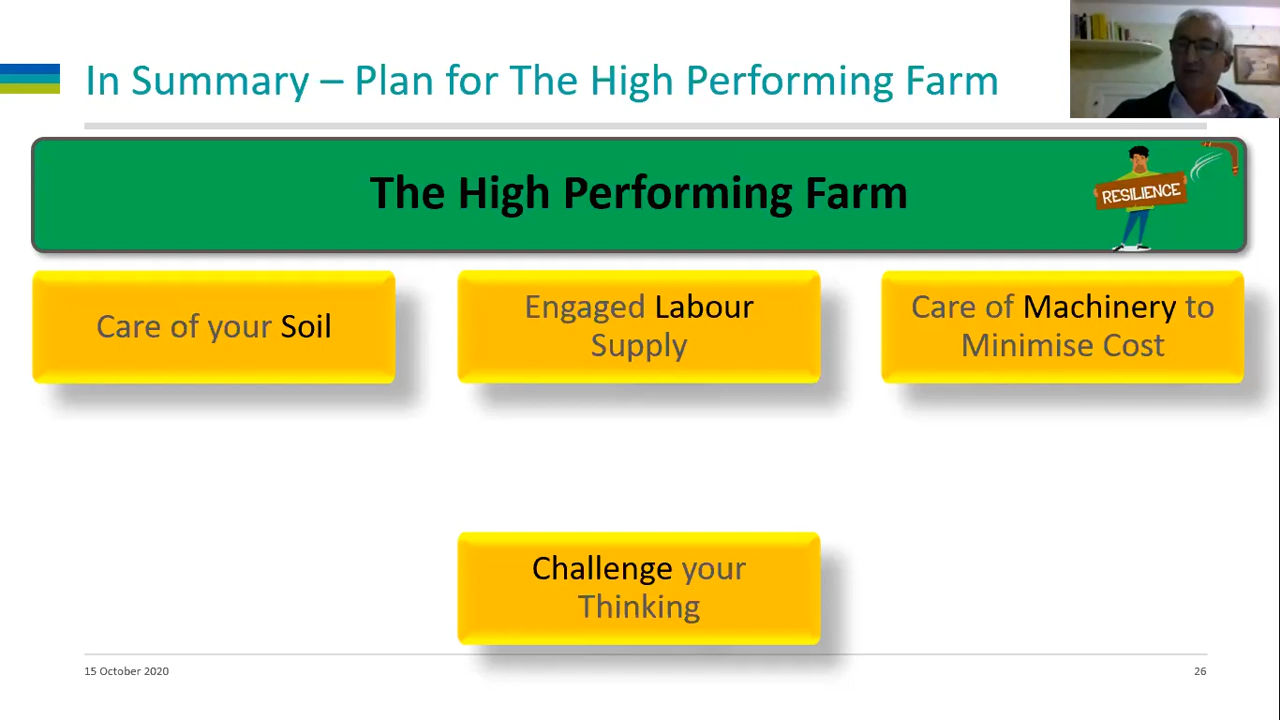 In Summary – Plan for The High Performing Farm
The High Performing Farm
RESILIENCE
Care of your Soil
Engaged Labour
Supply
Care of Machinery to
Minimise Cost
Challenge your
Thinking
15 October 2020
26